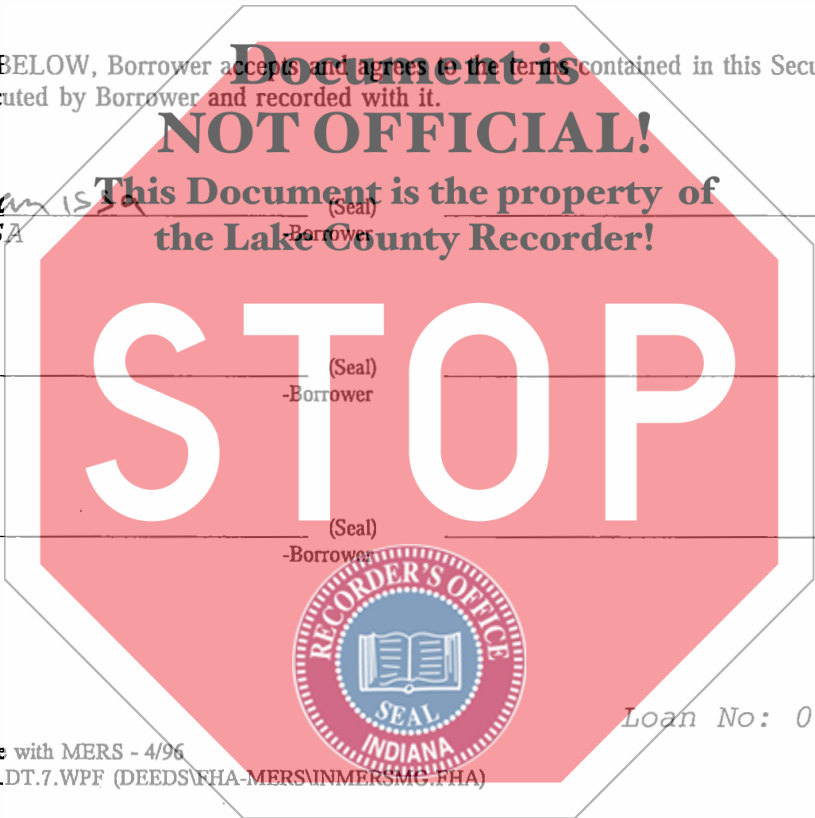 BELOW, Borrower accepts and agrees to the terms contained in this Secu
Document is
uted by Borrower and recorded with it.
NOT OFFICIAL!
This Document is the property of
an issa
(Seal)
the Lake County Recorder!
-Borrower
STOP
(Seal)
-Borrower
(Seal)
-Borrower
RECORDER'S OFFICE
SEAL
INDIANA
Loan No: 0
e with MERS - 4/96
.DT.7.WPF (DEEDS\FHA-MERS\INMERSMG.FHA)